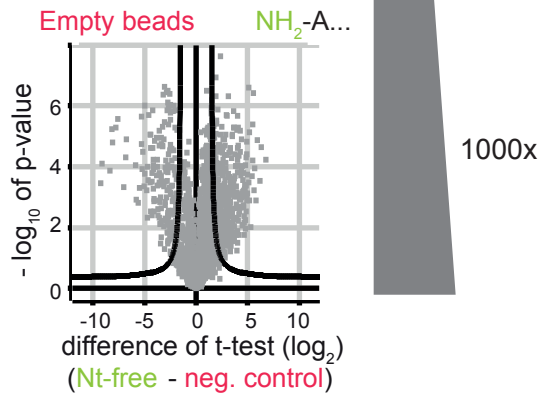 Empty beads NH₂-A...
6
4
2
0
- log₁₀ of p-value
-10 -5 0 5 10
difference of t-test (log₂)
(Nt-free - neg. control)
1000x